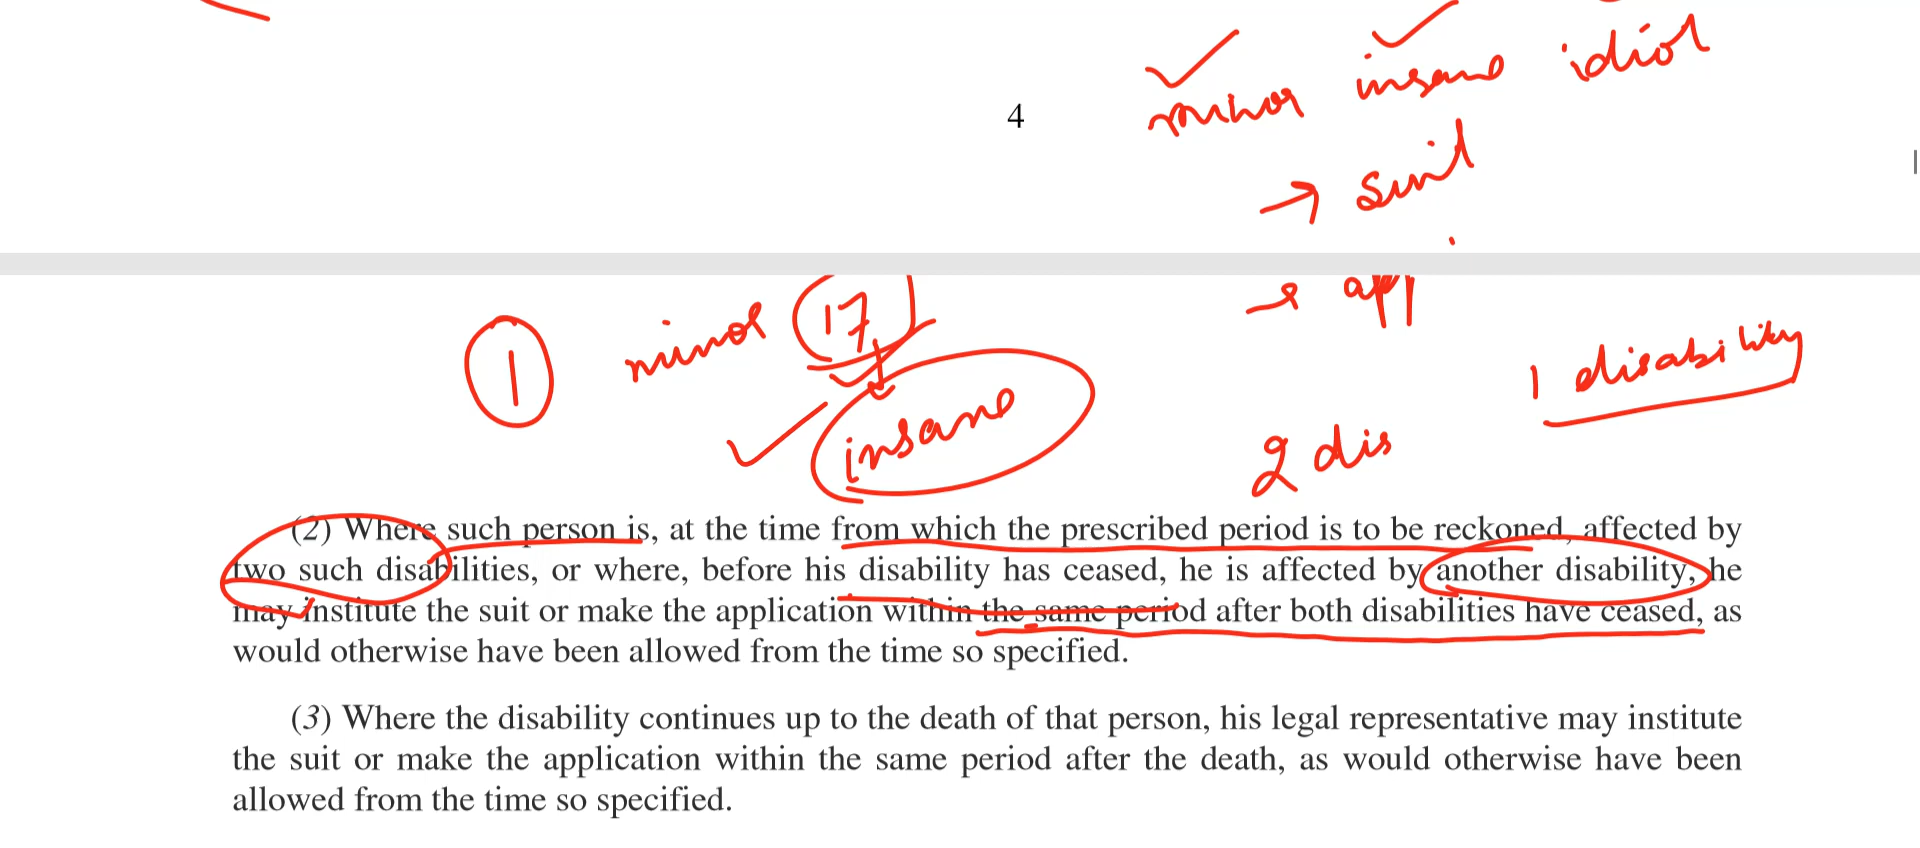 minor insane idiot
4
→ suit
→ app
1 minor 17
1 disability
insane
2 dis
(2) Where such person is, at the time from which the prescribed period is to be reckoned, affected by
two such disabilities, or where, before his disability has ceased, he is affected by another disability, he
may institute the suit or make the application within the same period after both disabilities have ceased, as
would otherwise have been allowed from the time so specified.
(3) Where the disability continues up to the death of that person, his legal representative may institute
the suit or make the application within the same period after the death, as would otherwise have been
allowed from the time so specified.